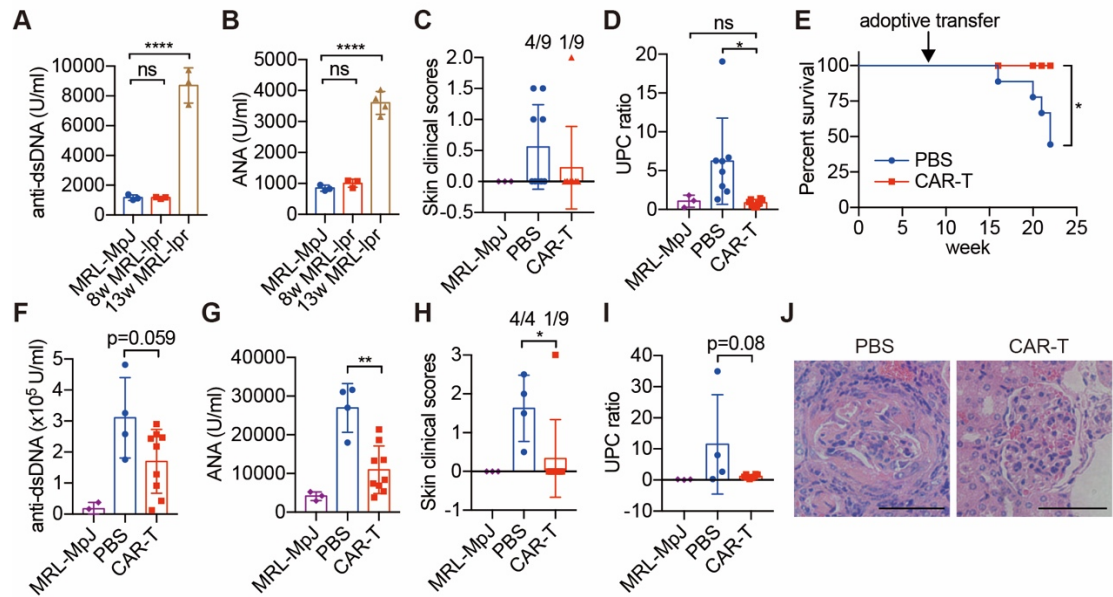 A
anti-dsDNA (U/ml)
10000
8000
6000
4000
2000
0
****
ns
MRL-MpJ
8w MRL-lpr
13w MRL-lpr
B
ANA (U/ml)
5000
4000
3000
2000
1000
0
****
ns
MRL-MpJ
8w MRL-lpr
13w MRL-lpr
C
Skin clinical scores
2.0
1.5
1.0
0.5
0.0
-0.5
4/9 1/9
MRL-MpJ
PBS
CAR-T
D
UPC ratio
20
15
10
5
0
ns
*
MRL-MpJ
PBS
CAR-T
E
adoptive transfer
Percent survival
100
75
50
25
0
PBS
CAR-T
*
0 5 10 15 20 25
week
F
anti-dsDNA (x10⁵ U/ml)
5
4
3
2
1
0
p=0.059
MRL-MpJ
PBS
CAR-T
G
ANA (U/ml)
40000
30000
20000
10000
0
**
MRL-MpJ
PBS
CAR-T
H
Skin clinical scores
3
2
1
0
-1
4/4 1/9
*
MRL-MpJ
PBS
CAR-T
I
UPC ratio
40
30
20
10
0
-10
p=0.08
MRL-MpJ
PBS
CAR-T
J
PBS
CAR-T